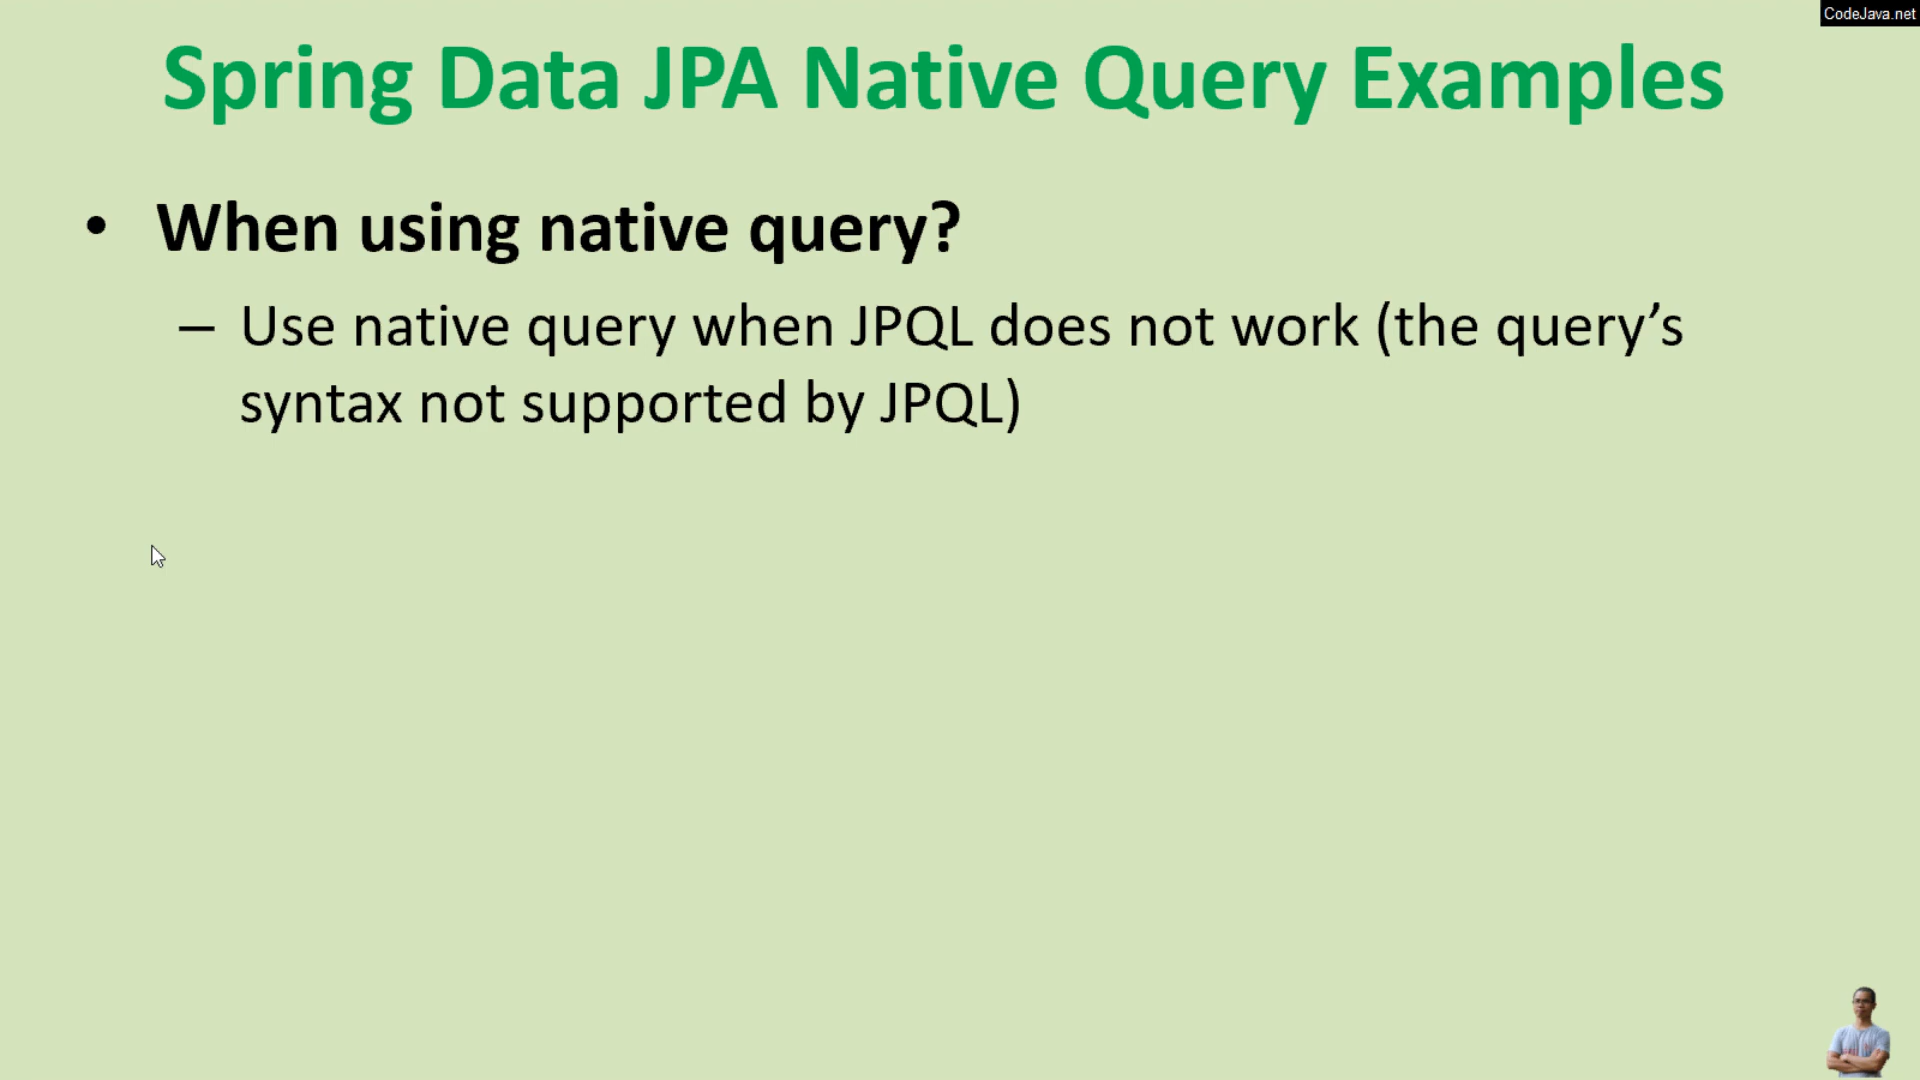 CodeJava.net
Spring Data JPA Native Query Examples
• When using native query?
– Use native query when JPQL does not work (the query’s
syntax not supported by JPQL)